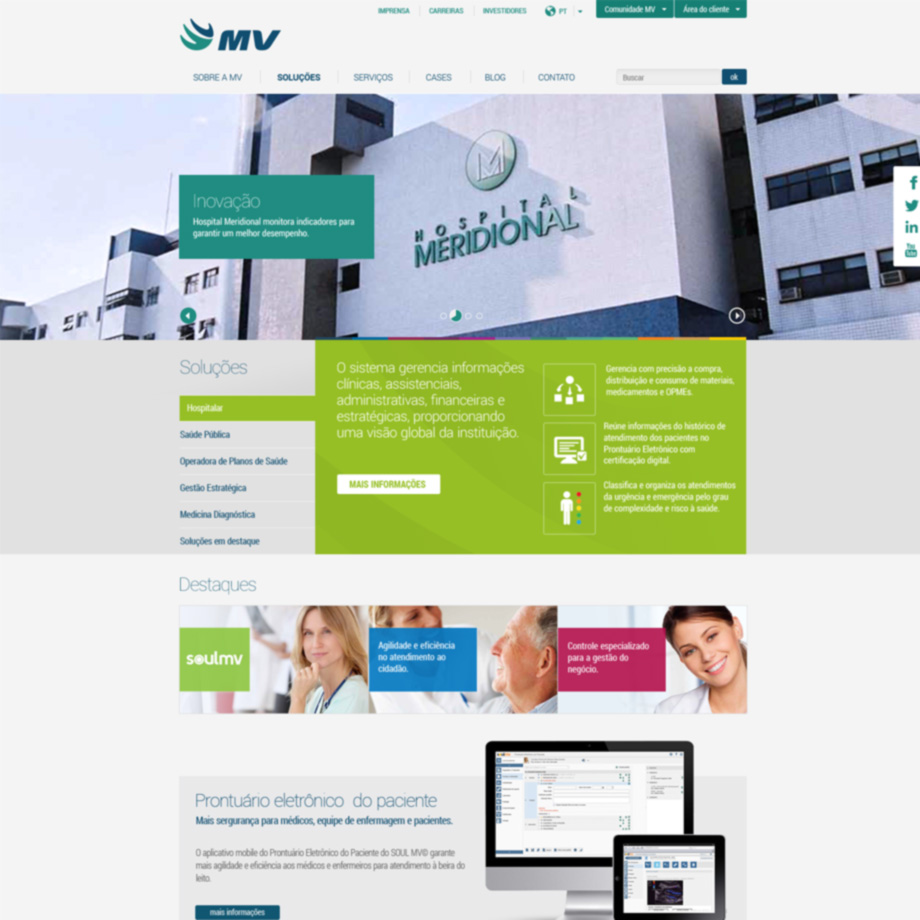 IMPRENSA
CARREIRAS
INVESTIDORES
PT
Comunidade MV
Área do cliente
MV
SOBRE A MV
SOLUÇÕES
SERVIÇOS
CASES
BLOG
CONTATO
Buscar
ok
Inovação
Hospital Meridional monitora indicadores para
garantir um melhor desempenho.
M
HOSPITAL
MERIDIONAL
f
in
You
Tube
Soluções
Hospitalar
Saúde Pública
Operadora de Planos de Saúde
Gestão Estratégica
Medicina Diagnóstica
Soluções em destaque
O sistema gerencia informações
clínicas, assistenciais,
administrativas, financeiras e
estratégicas, proporcionando
uma visão global da instituição.
MAIS INFORMAÇÕES
Gerencia com precisão a compra,
distribuição e consumo de materiais,
medicamentos e OPMEs.
Reúne informações do histórico de
atendimento dos pacientes no
Prontuário Eletrônico com
certificação digital.
Classifica e organiza os atendimentos
da urgência e emergência pelo grau
de complexidade e risco à saúde.
Destaques
soulmv
Agilidade e eficiência
no atendimento ao
cidadão.
Controle especializado
para a gestão do
negócio.
Prontuário eletrônico do paciente
Mais sergurança para médicos, equipe de enfermagem e pacientes.
O aplicativo mobile do Prontuário Eletrônico do Paciente do SOUL MV© garante
mais agilidade e eficiência aos médicos e enfermeiros para atendimento à beira do
leito.
mais informações